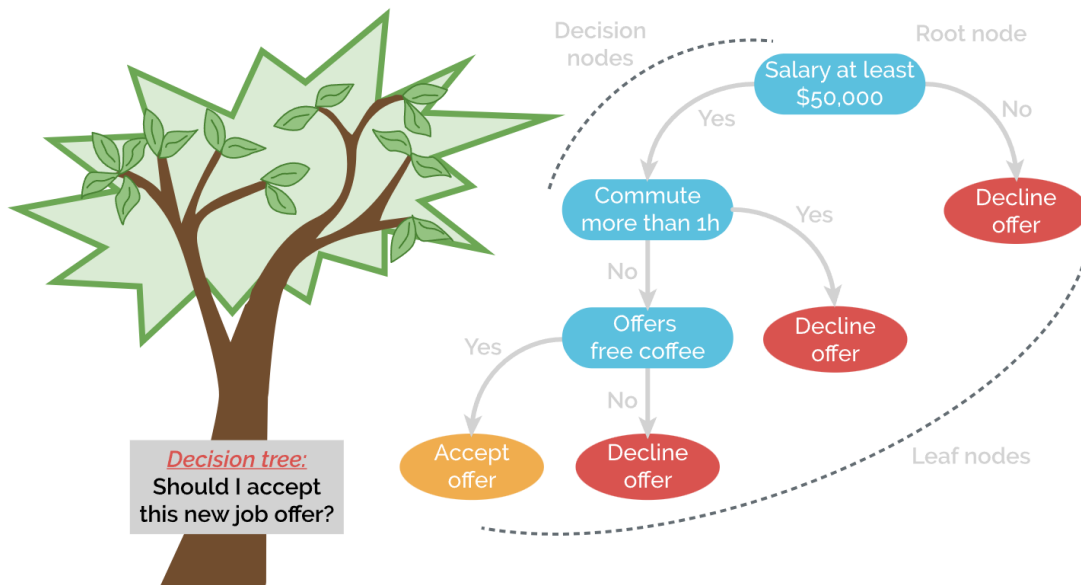 Decision
nodes
Root node
Salary at least
$50,000
Yes
No
Commute
more than 1h
Decline
offer
Yes
No
Offers
free coffee
Decline
offer
Yes
No
Accept
offer
Decline
offer
Leaf nodes
Decision tree:
Should I accept
this new job offer?